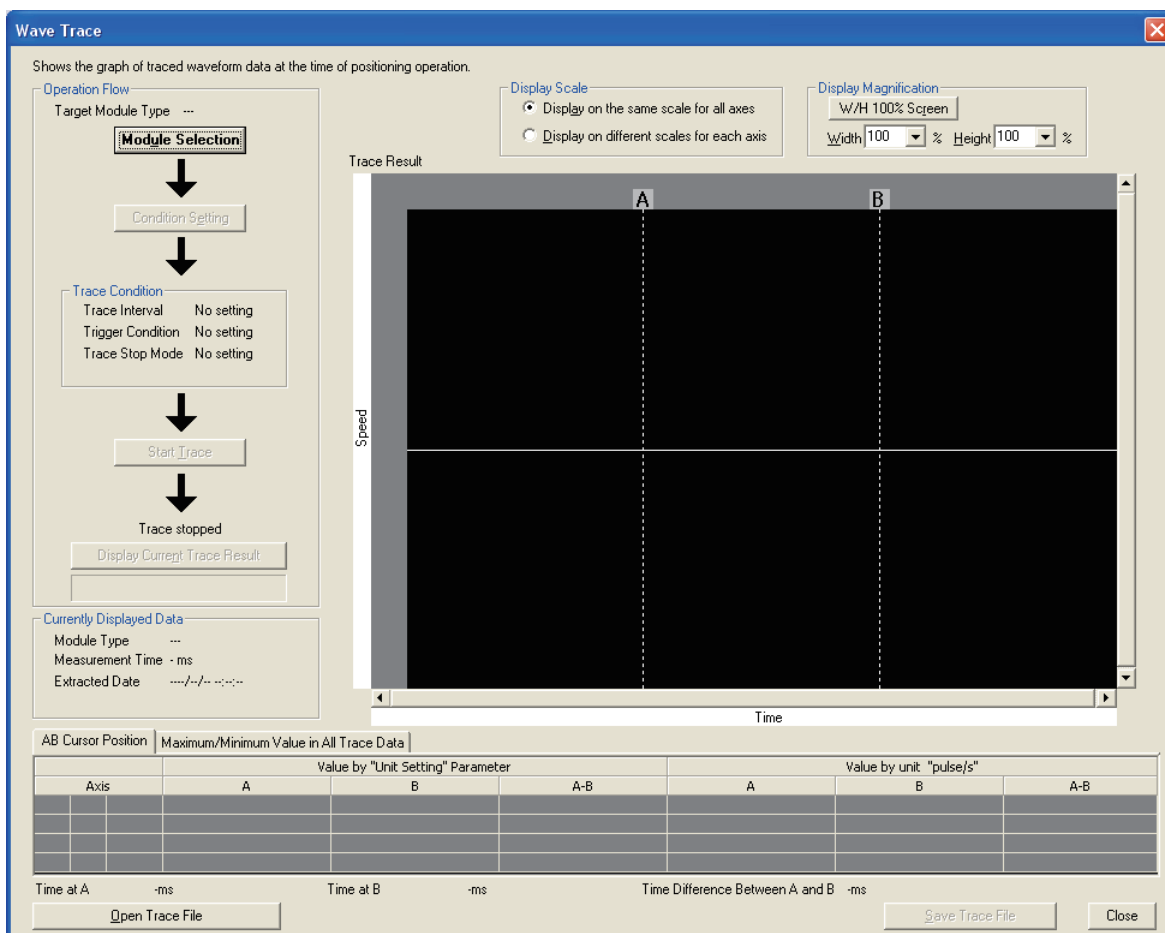 Wave Trace
Shows the graph of traced waveform data at the time of positioning operation.
Operation Flow
Target Module Type ---
Module Selection
Condition Setting
Trace Condition
Trace Interval No setting
Trigger Condition No setting
Trace Stop Mode No setting
Start Trace
Trace stopped
Display Current Trace Result
Currently Displayed Data
Module Type ---
Measurement Time - ms
Extracted Date ----/--/-- --:--:--
Display Scale
Display on the same scale for all axes
Display on different scales for each axis
Display Magnification
W/H 100% Screen
Width 100 % Height 100 %
Trace Result
A B
Speed
Time
AB Cursor Position Maximum/Minimum Value in All Trace Data
Value by "Unit Setting" Parameter Value by unit "pulse/s"
Axis A B A-B A B A-B
Time at A -ms Time at B -ms Time Difference Between A and B -ms
Open Trace File Save Trace File Close